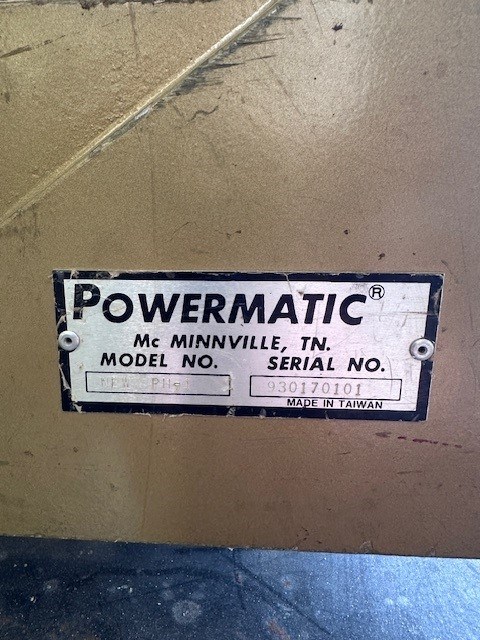 POWERMATIC®
Mc MINNVILLE, TN.
MODEL NO. SERIAL NO.
930170101
MADE IN TAIWAN